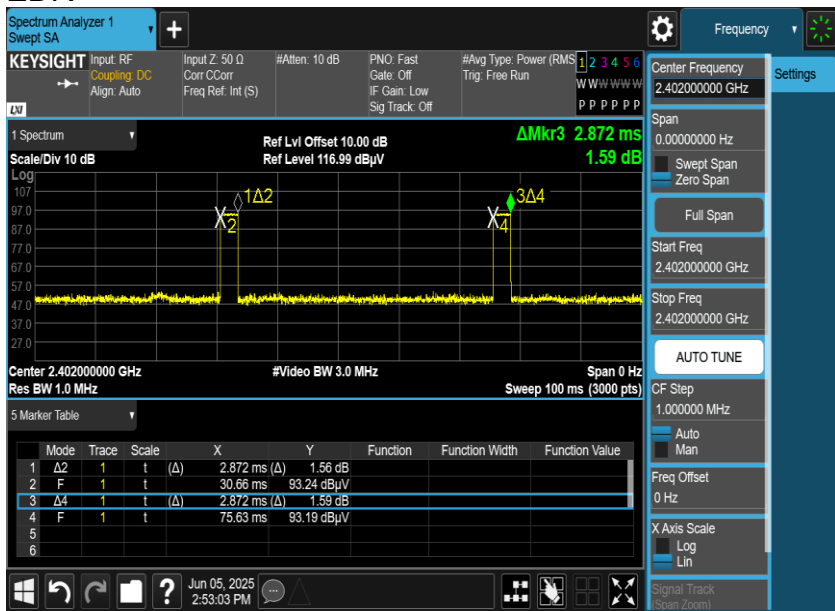 Spectrum Analyzer 1
Swept SA
+
Frequency
KEYSIGHT
LXI
Input: RF
Coupling: DC
Align: Auto
Input Z: 50 Ω
Corr CCorr
Freq Ref: Int (S)
#Atten: 10 dB
PNO: Fast
Gate: Off
IF Gain: Low
Sig Track: Off
#Avg Type: Power (RMS
Trig: Free Run
1 2 3 4 5 6
W W W W W W
P P P P P P
1 Spectrum
Scale/Div 10 dB
Ref Lvl Offset 10.00 dB
Ref Level 116.99 dBµV
ΔMkr3 2.872 ms
1.59 dB
Log
107
97.0
87.0
77.0
67.0
57.0
47.0
37.0
27.0
1Δ2
2
3Δ4
4
Center 2.402000000 GHz
#Video BW 3.0 MHz
Span 0 Hz
Res BW 1.0 MHz
Sweep 100 ms (3000 pts)
5 Marker Table
Mode Trace Scale X Y Function Function Width Function Value
1 Δ2 1 t (Δ) 2.872 ms (Δ) 1.56 dB
2 F 1 t 30.66 ms 93.24 dBµV
3 Δ4 1 t (Δ) 2.872 ms (Δ) 1.59 dB
4 F 1 t 75.63 ms 93.19 dBµV
5
6
?
Jun 05, 2025
2:53:03 PM
Settings
Center Frequency
2.402000000 GHz
Span
0.00000000 Hz
Swept Span
Zero Span
Full Span
Start Freq
2.402000000 GHz
Stop Freq
2.402000000 GHz
AUTO TUNE
CF Step
1.000000 MHz
Auto
Man
Freq Offset
0 Hz
X Axis Scale
Log
Lin
Signal Track
(Span Zoom)